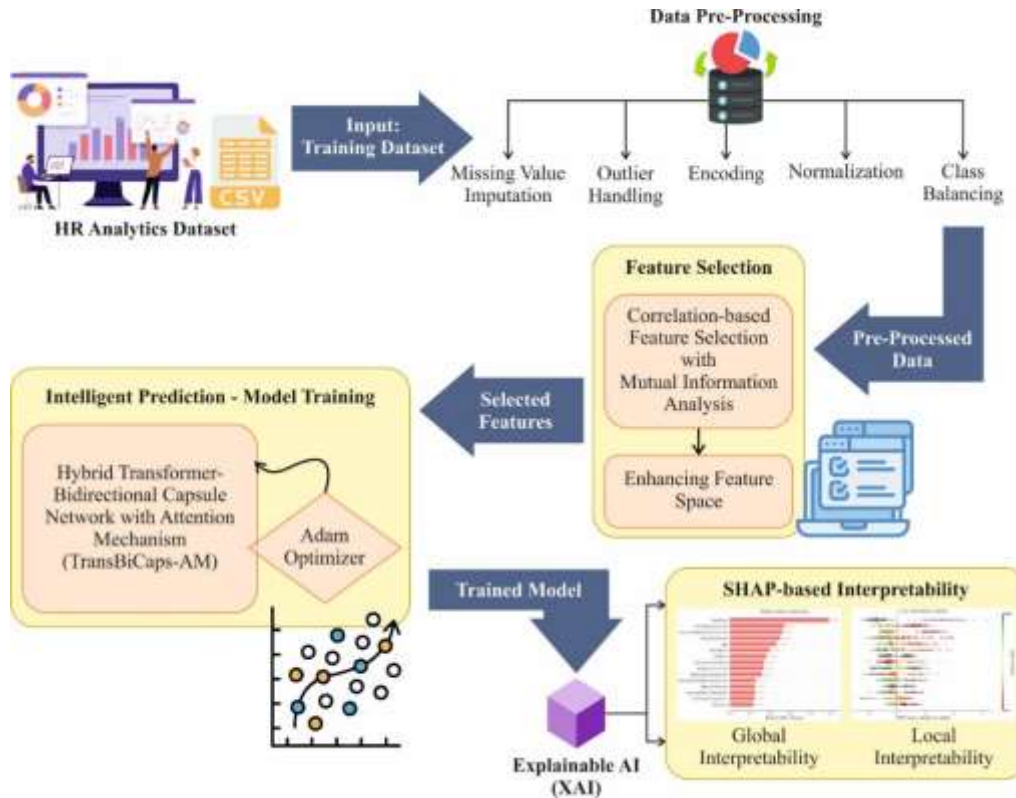 Data Pre-Processing
CSV
HR Analytics Dataset
Input:
Training Dataset
Missing Value
Imputation
Outlier
Handling
Encoding
Normalization
Class
Balancing
Pre-Processed
Data
Feature Selection
Correlation-based
Feature Selection
with
Mutual Information
Analysis
Enhancing Feature
Space
Selected
Features
Intelligent Prediction - Model Training
Hybrid Transformer-
Bidirectional Capsule
Network with Attention
Mechanism
(TransBiCaps-AM)
Adam
Optimizer
Trained Model
Explainable AI
(XAI)
SHAP-based Interpretability
Global
Interpretability
Local
Interpretability